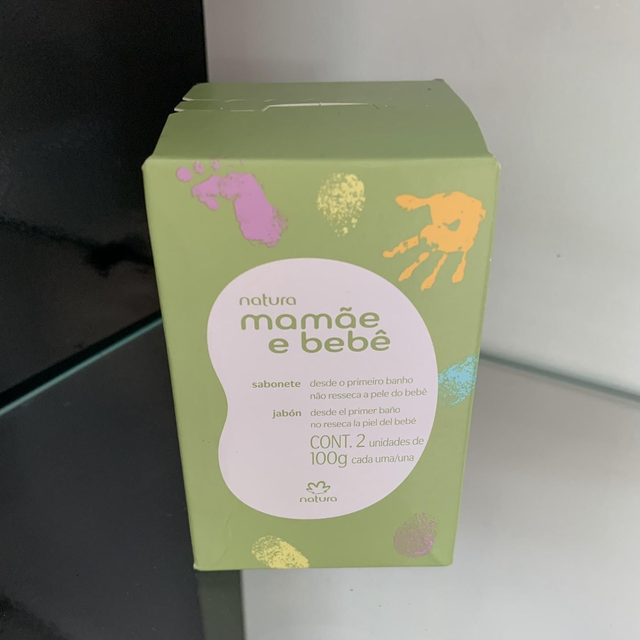 natura
mamãe
e bebê
sabonete desde o primeiro banho
não resseca a pele do bebê
jabón desde el primer baño
no reseca la piel del bebé
CONT. 2 unidades de
100g cada uma/una
natura